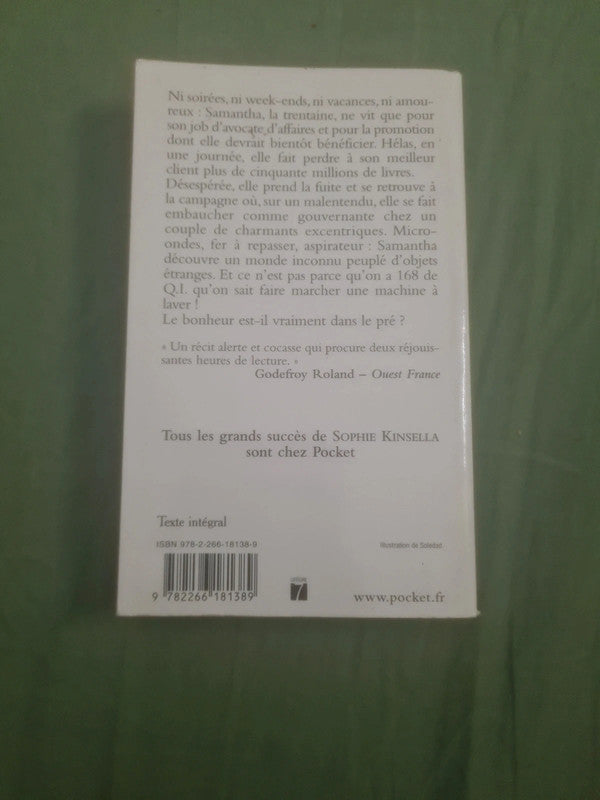 Ni soirées, ni week-ends, ni vacances, ni amou-
reux : Samantha, la trentaine, ne vit que pour
son job d'avocate d'affaires et pour la promotion
dont elle devrait bientôt bénéficier. Hélas, en
une journée, elle fait perdre à son meilleur
client plus de cinquante millions de livres.
Désespérée, elle prend la fuite et se retrouve à
la campagne où, sur un malentendu, elle se fait
embaucher comme gouvernante chez un
couple de charmants excentriques. Micro-
ondes, fer à repasser, aspirateur : Samantha
découvre un monde inconnu peuplé d'objets
étranges. Et ce n'est pas parce qu'on a 168 de
Q.I. qu'on sait faire marcher une machine à
laver !
Le bonheur est-il vraiment dans le pré ?
« Un récit alerte et cocasse qui procure deux réjouis-
santes heures de lecture. »
Godefroy Roland – Ouest France
Tous les grands succès de SOPHIE KINSELLA
sont chez Pocket
Texte intégral
ISBN 978-2-266-18138-9
Illustration de Soledad.
9 782266 181389
7
www.pocket.fr